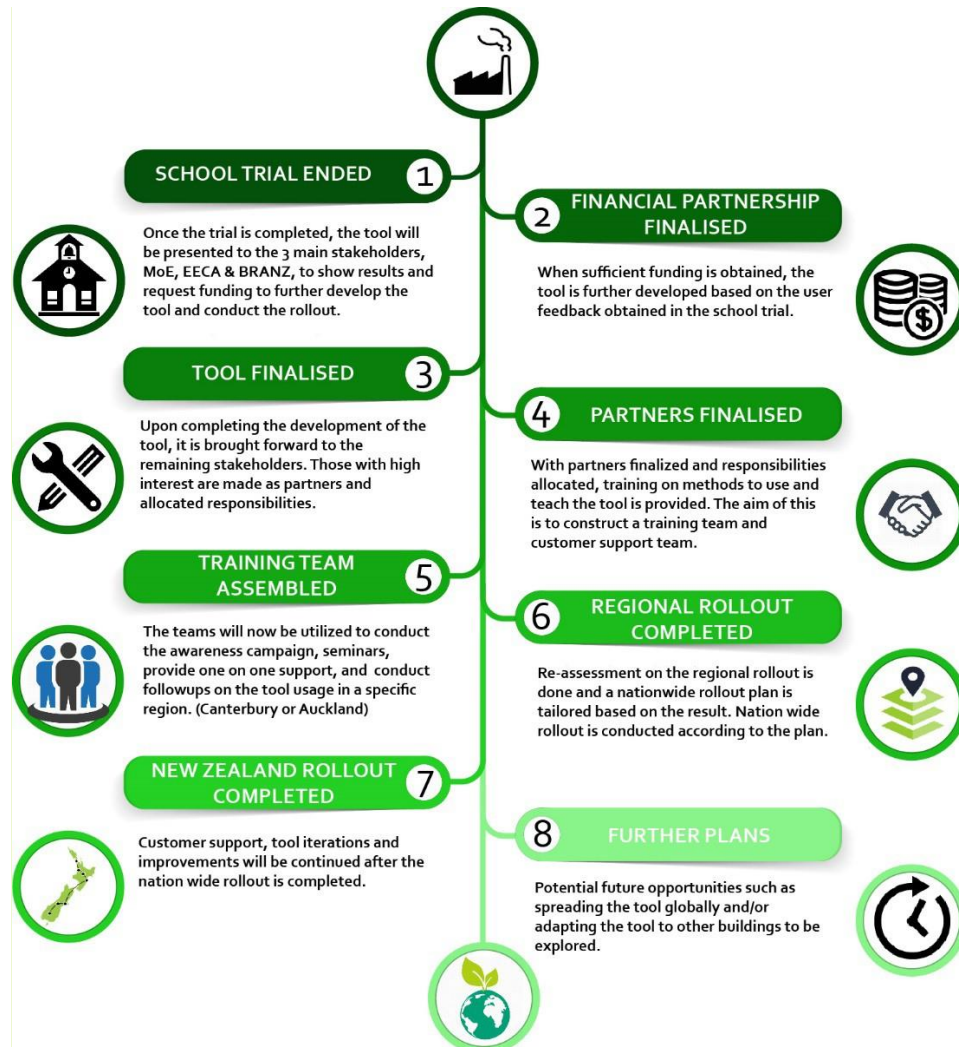 SCHOOL TRIAL ENDED 1
Once the trial is completed, the tool will
be presented to the 3 main stakeholders,
MoE, EECA & BRANZ, to show results and
request funding to further develop the
tool and conduct the rollout.
2 FINANCIAL PARTNERSHIP
FINALISED
When sufficient funding is obtained, the
tool is further developed based on the user
feedback obtained in the school trial.
TOOL FINALISED 3
Upon completing the development of the
tool, it is brought forward to the
remaining stakeholders. Those with high
interest are made as partners and
allocated responsibilities.
4 PARTNERS FINALISED
With partners finalized and responsibilities
allocated, training on methods to use and
teach the tool is provided. The aim of this
is to construct a training team and
customer support team.
TRAINING TEAM
ASSEMBLED 5
The teams will now be utilized to conduct
the awareness campaign, seminars,
provide one on one support, and conduct
followups on the tool usage in a specific
region. (Canterbury or Auckland)
6 REGIONAL ROLLOUT
COMPLETED
Re-assessment on the regional rollout is
done and a nationwide rollout plan is
tailored based on the result. Nation wide
rollout is conducted according to the plan.
NEW ZEALAND ROLLOUT
COMPLETED 7
Customer support, tool iterations and
improvements will be continued after the
nation wide rollout is completed.
8 FURTHER PLANS
Potential future opportunities such as
spreading the tool globally and/or
adapting the tool to other buildings to be
explored.